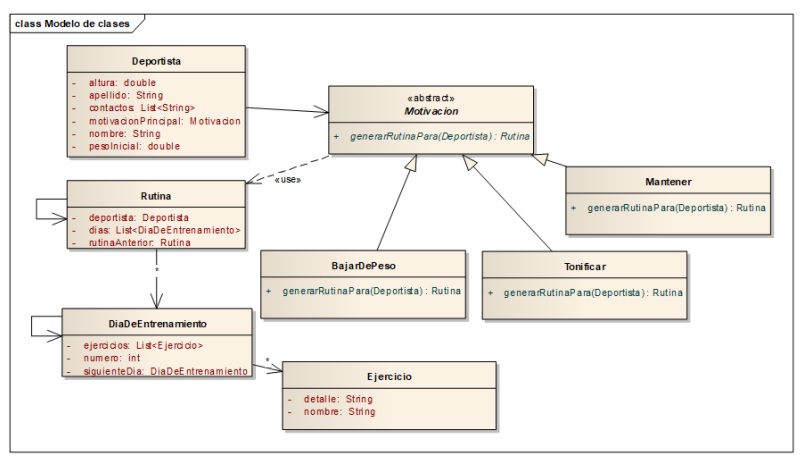 class Modelo de clases
Deportista
- altura: double
- apellido: String
- contactos: List<String>
- motivacionPrincipal: Motivacion
- nombre: String
- pesoInicial: double
«abstract»
Motivacion
+ generarRutinaPara(Deportista) : Rutina
«use»
Mantener
+ generarRutinaPara(Deportista) : Rutina
Rutina
- deportista: Deportista
- dias: List<DiaDeEntrenamiento>
- rutinaAnterior: Rutina
*
BajarDePeso
+ generarRutinaPara(Deportista) : Rutina
Tonificar
+ generarRutinaPara(Deportista) : Rutina
DiaDeEntrenamiento
- ejercicios: List<Ejercicio>
- numero: int
- siguienteDia: DiaDeEntrenamiento
*
Ejercicio
- detalle: String
- nombre: String